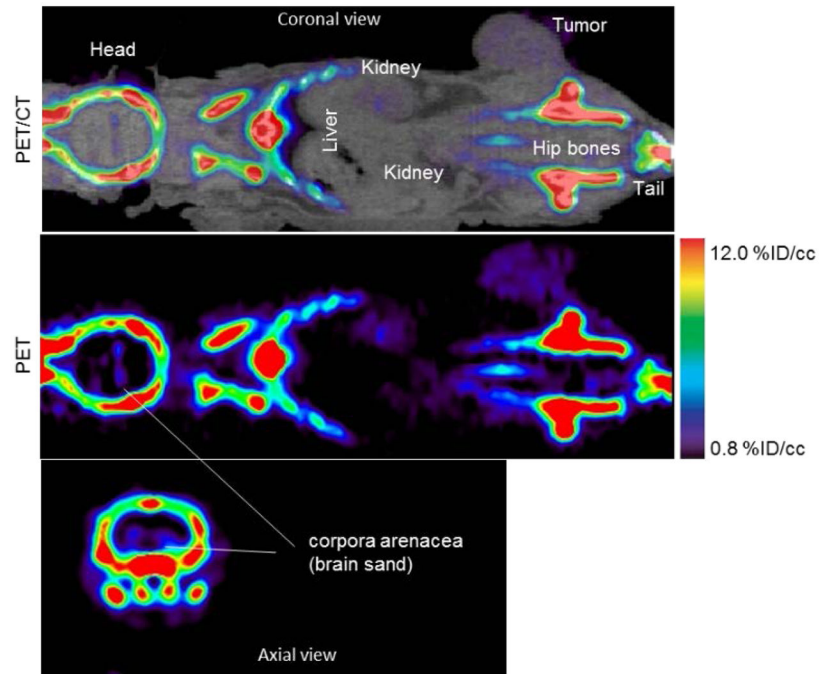 Coronal view
Tumor
Head
Kidney
PET/CT
Liver
Hip bones
Kidney
Tail
12.0 %ID/cc
PET
0.8 %ID/cc
corpora arenacea
(brain sand)
Axial view